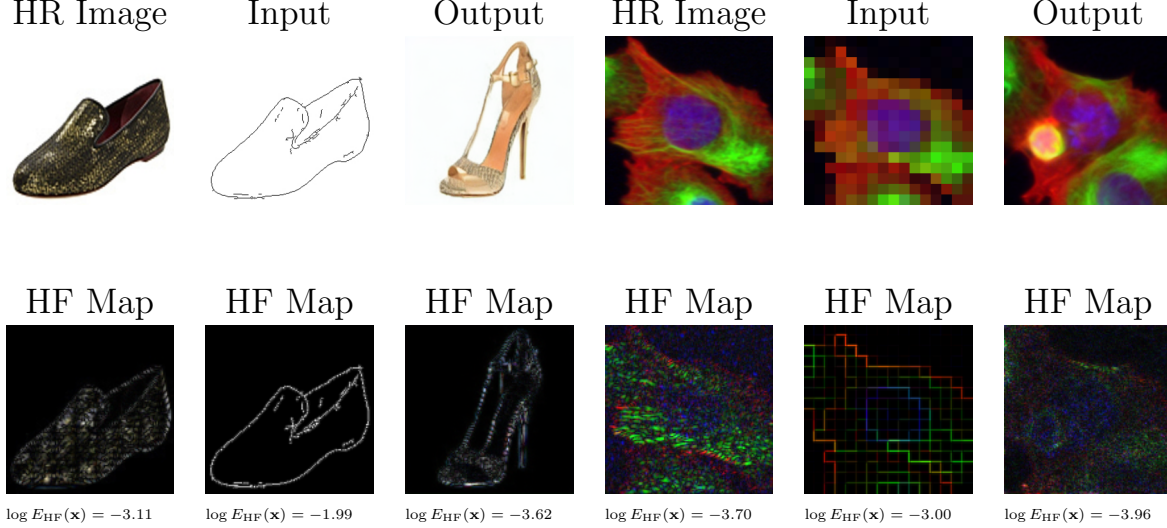 HR Image Input Output HR Image Input Output
HF Map HF Map HF Map HF Map HF Map HF Map
log E_HF(x) = −3.11 log E_HF(x) = −1.99 log E_HF(x) = −3.62 log E_HF(x) = −3.70 log E_HF(x) = −3.00 log E_HF(x) = −3.96